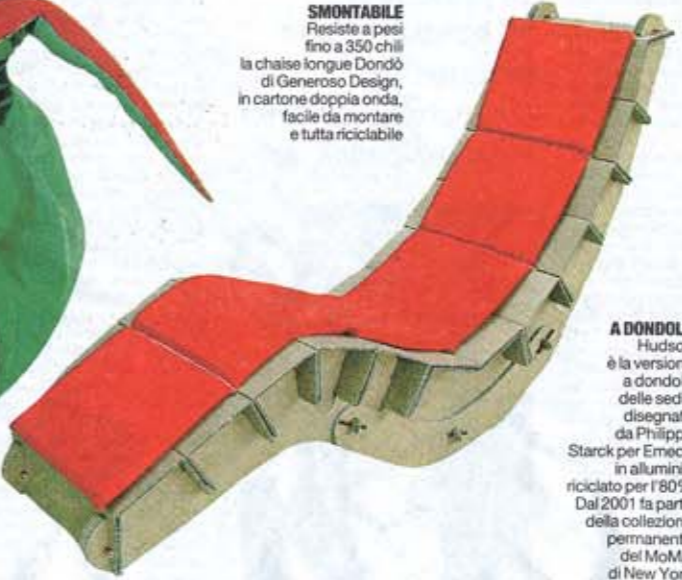 SMONTABILE
Resiste a pesi
fino a 350 chili
la chaise longue Dondò
di Generoso Design,
in cartone doppia onda,
facile da montare
e tutta riciclabile
A DONDOL
Hudso
è la version
a dondol
delle sedi
disegnat
da Philipp
Starck per Emec
in allumini
riciclato per l'80%
Dal 2001 fa part
della collezion
permanent
del MoM
di New Yor